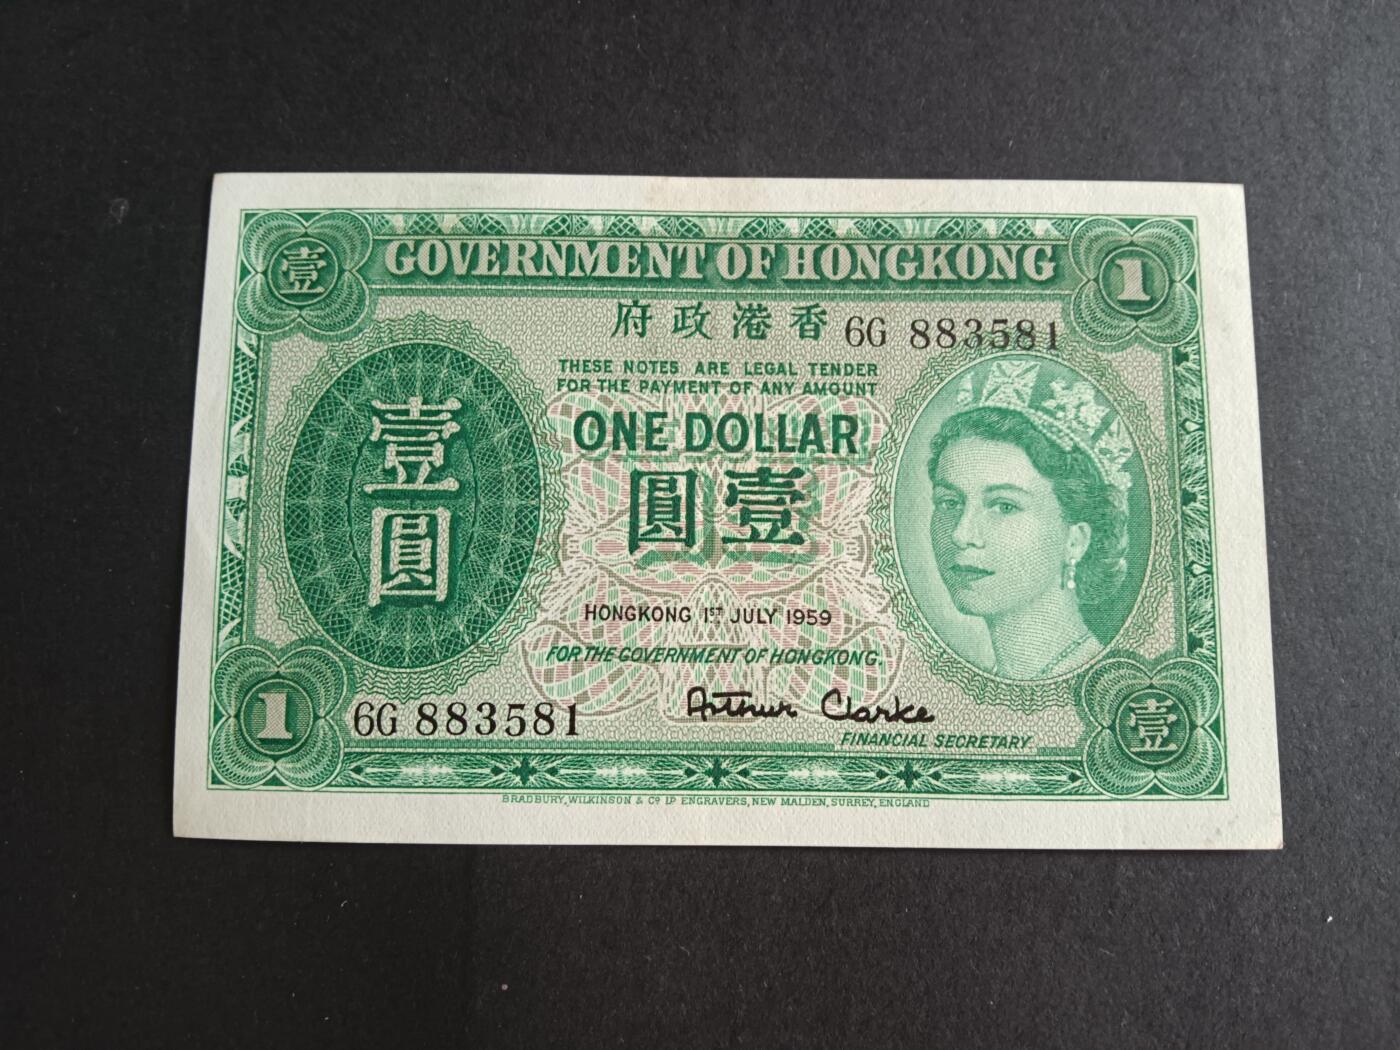 壹
GOVERNMENT OF HONGKONG
1
府政港香
6G 883581
THESE NOTES ARE LEGAL TENDER
FOR THE PAYMENT OF ANY AMOUNT
ONE DOLLAR
圓壹
壹
圓
HONGKONG 1ST JULY 1959
FOR THE GOVERNMENT OF HONGKONG.
1
6G 883581
Arthur Clarke
FINANCIAL SECRETARY
壹
BRADBURY, WILKINSON & Co. LD. ENGRAVERS, NEW MALDEN, SURREY, ENGLAND